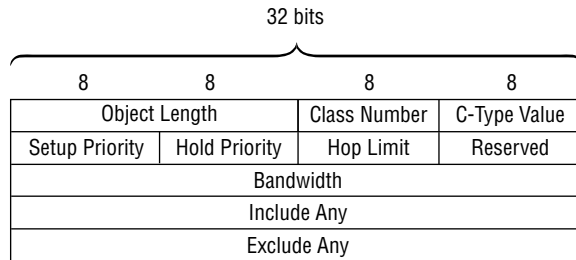 32 bits
8 8 8 8
Object Length Class Number C-Type Value
Setup Priority Hold Priority Hop Limit Reserved
Bandwidth
Include Any
Exclude Any